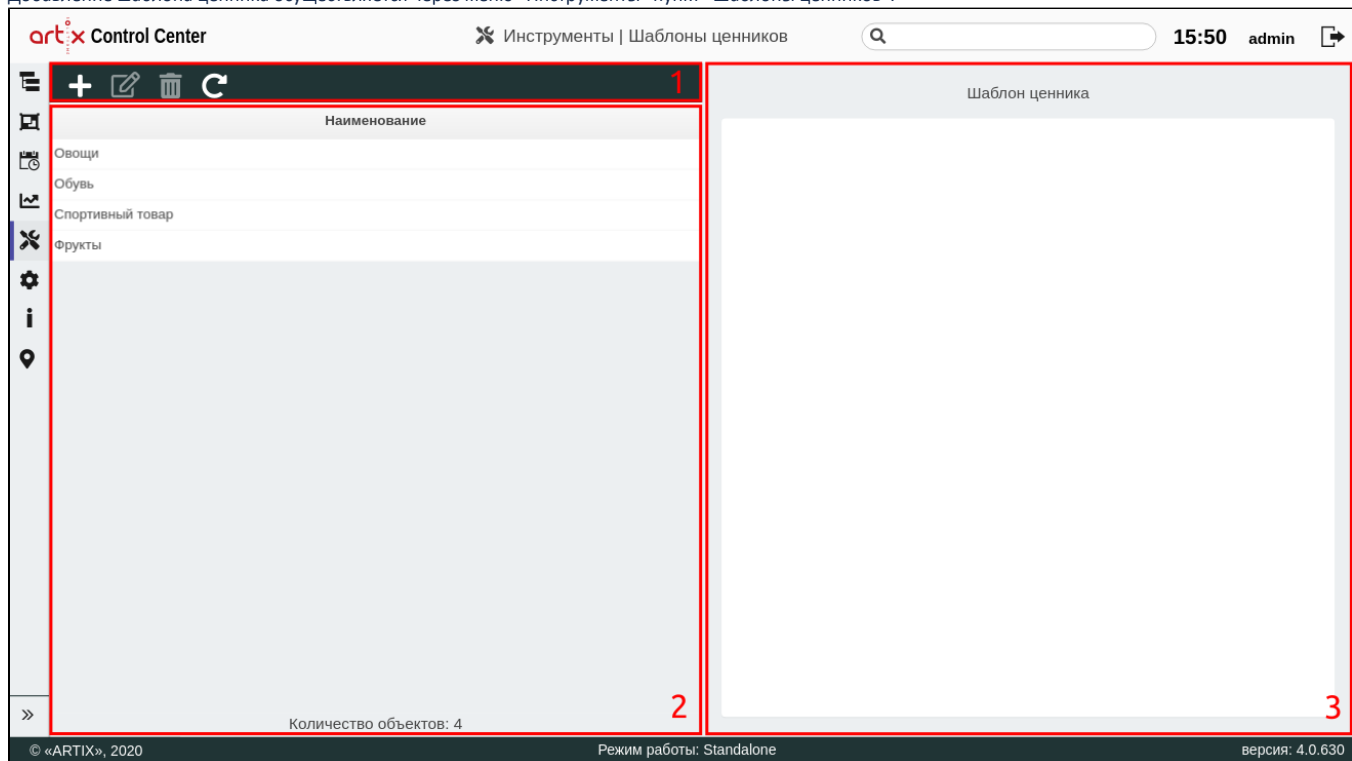 artix Control Center
Инструменты | Шаблоны ценников
15:50
admin
1
Наименование
Овощи
Обувь
Спортивный товар
Фрукты
Количество объектов: 4
2
Шаблон ценника
3
© «ARTIX», 2020
Режим работы: Standalone
версия: 4.0.630